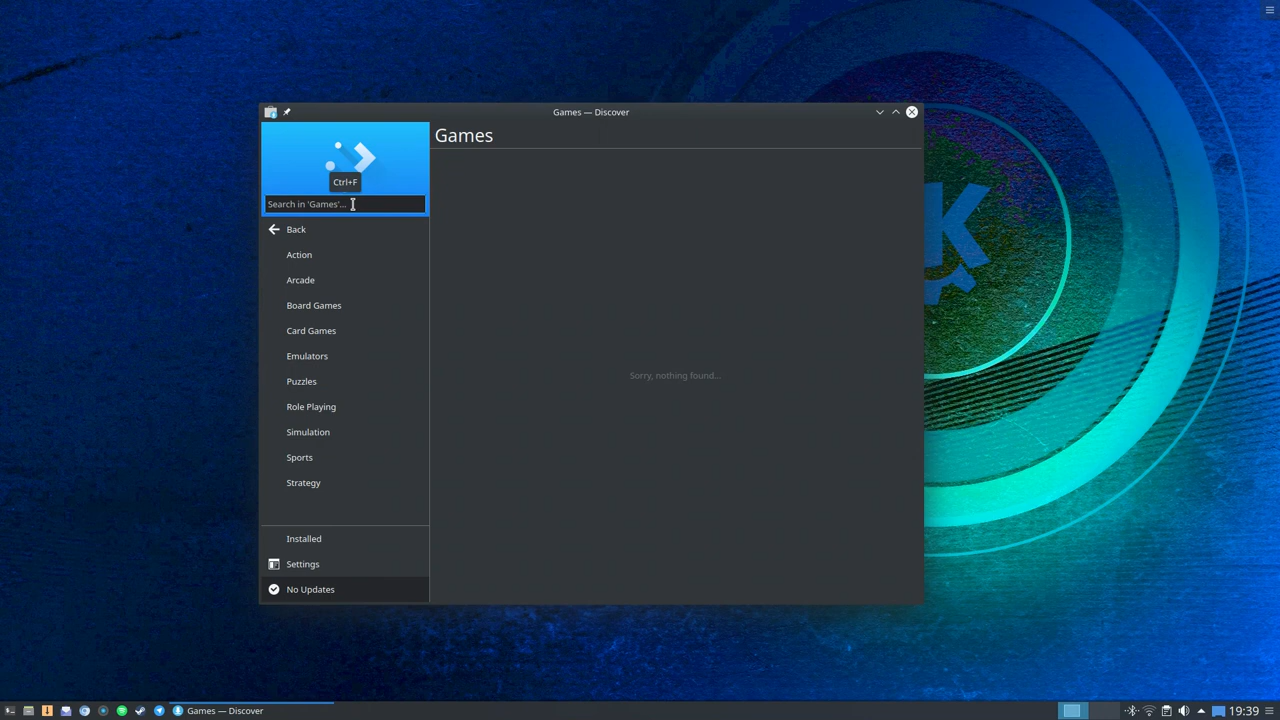 Games — Discover
Games
Ctrl+F
Search in 'Games'...
Back
Action
Arcade
Board Games
Card Games
Emulators
Puzzles
Role Playing
Simulation
Sports
Strategy
Sorry, nothing found...
Installed
Settings
No Updates
Games — Discover
19:39